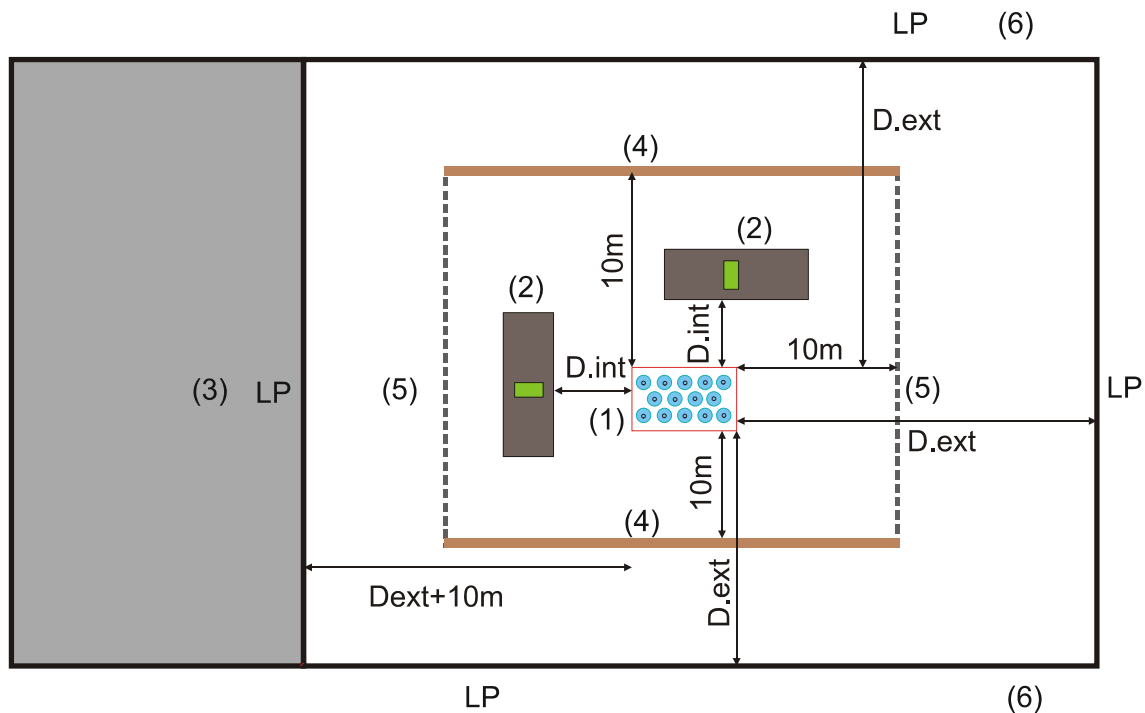 LP (6)
D.ext
(4)
(2)
10m
(2)
D.int
10m
D.int
(3) LP (5) (1) (5) LP
D.ext
10m
(4)
Dext+10m
D.ext
LP (6)